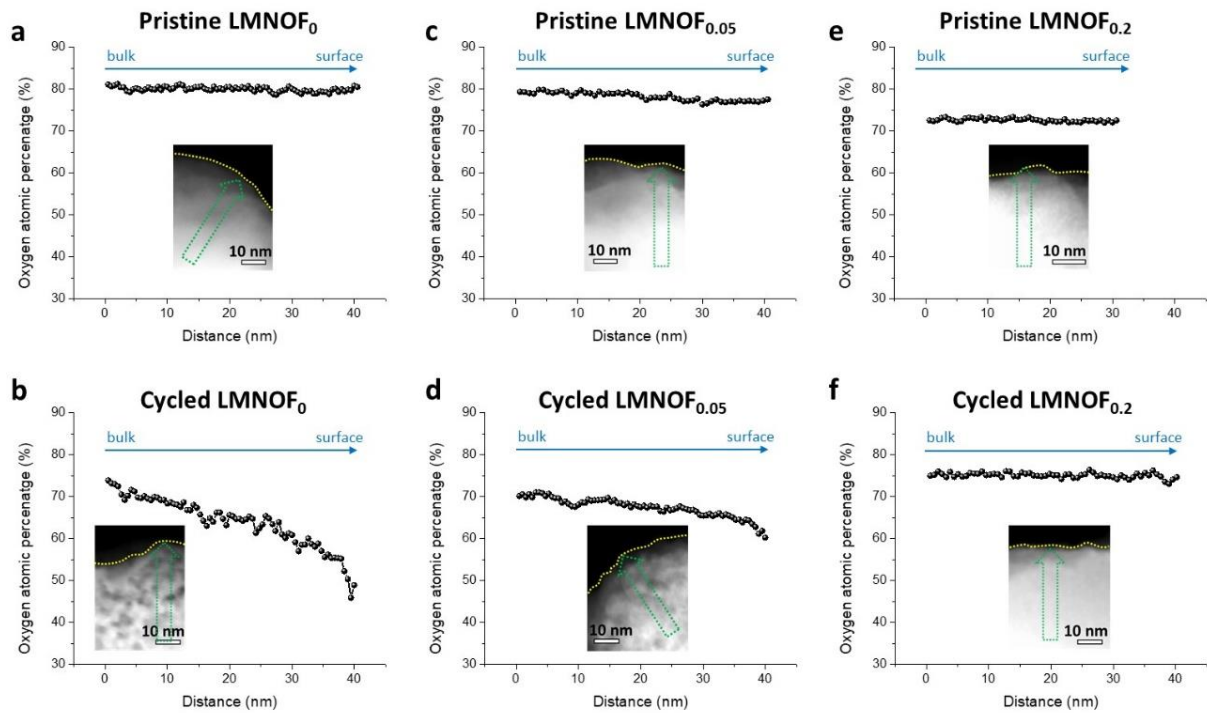 a
Pristine LMNOF0
bulk surface
Oxygen atomic percenatge (%)
90
80
70
60
50
40
30
10 nm
0 10 20 30 40
Distance (nm)
c
Pristine LMNOF0.05
bulk surface
Oxygen atomic percenatge (%)
90
80
70
60
50
40
30
10 nm
0 10 20 30 40
Distance (nm)
e
Pristine LMNOF0.2
bulk surface
Oxygen atomic percenatge (%)
90
80
70
60
50
40
30
10 nm
0 10 20 30 40
Distance (nm)
b
Cycled LMNOF0
bulk surface
Oxygen atomic percenatge (%)
90
80
70
60
50
40
30
10 nm
0 10 20 30 40
Distance (nm)
d
Cycled LMNOF0.05
bulk surface
Oxygen atomic percenatge (%)
90
80
70
60
50
40
30
10 nm
0 10 20 30 40
Distance (nm)
f
Cycled LMNOF0.2
bulk surface
Oxygen atomic percenatge (%)
90
80
70
60
50
40
30
10 nm
0 10 20 30 40
Distance (nm)